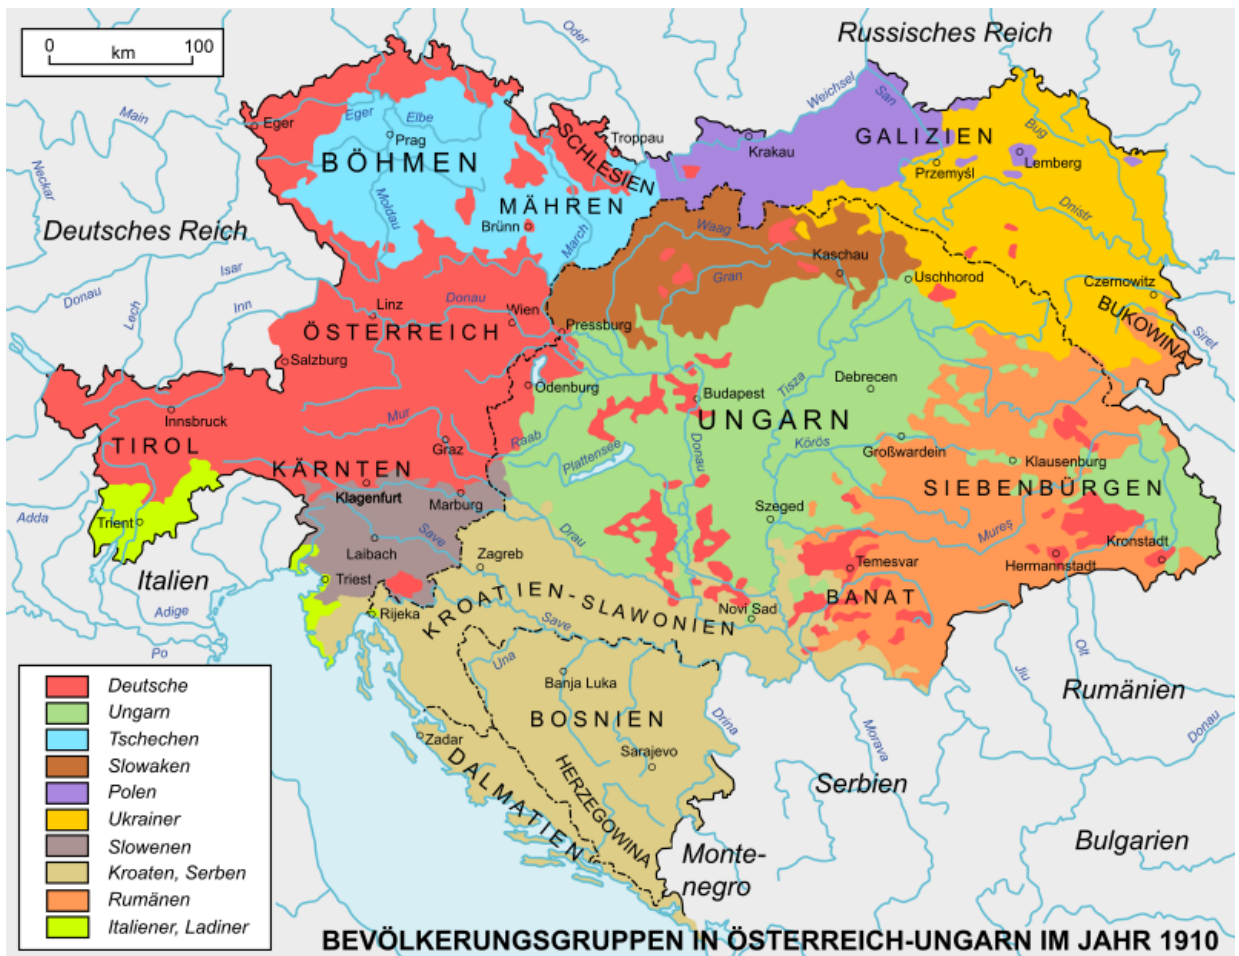 0 100
km
Russisches Reich
Oder
Weichsel
San
Bug
Main
Eger
Eger
Elbe
Prag
BÖHMEN
Moldau
SCHLESIEN
Troppau
Krakau
GALIZIEN
Przemyśl
Lemberg
Neckar
Deutsches Reich
MÄHREN
Brünn
March
Waag
Gran
Kaschau
Uschhorod
Dnistr
Czernowitz
BUKOWINA
Siret
Donau
Lech
Isar
Inn
Linz
Donau
Wien
ÖSTERREICH
Salzburg
Pressburg
Ödenburg
Budapest
UNGARN
Tisza
Debrecen
Innsbruck
TIROL
Mur
Graz
Raab
Plattensee
Donau
Körös
Großwardein
Klausenburg
KÄRNTEN
Klagenfurt
Marburg
SIEBENBÜRGEN
Adda
Trient
Laibach
Save
Drau
Szeged
Mureș
Kronstadt
Italien
Triest
Zagreb
Temesvar
Hermannstadt
Adige
Po
Rijeka
KROATIEN-SLAWONIEN
Save
Novi Sad
BANAT
Una
Banja Luka
BOSNIEN
Drina
Sarajevo
Zadar
DALMATIEN
HERZEGOWINA
Morava
Jiu
Olt
Rumänien
Donau
Serbien
Bulgarien
Monte-
negro
Deutsche
Ungarn
Tschechen
Slowaken
Polen
Ukrainer
Slowenen
Kroaten, Serben
Rumänen
Italiener, Ladiner
BEVÖLKERUNGSGRUPPEN IN ÖSTERREICH-UNGARN IM JAHR 1910